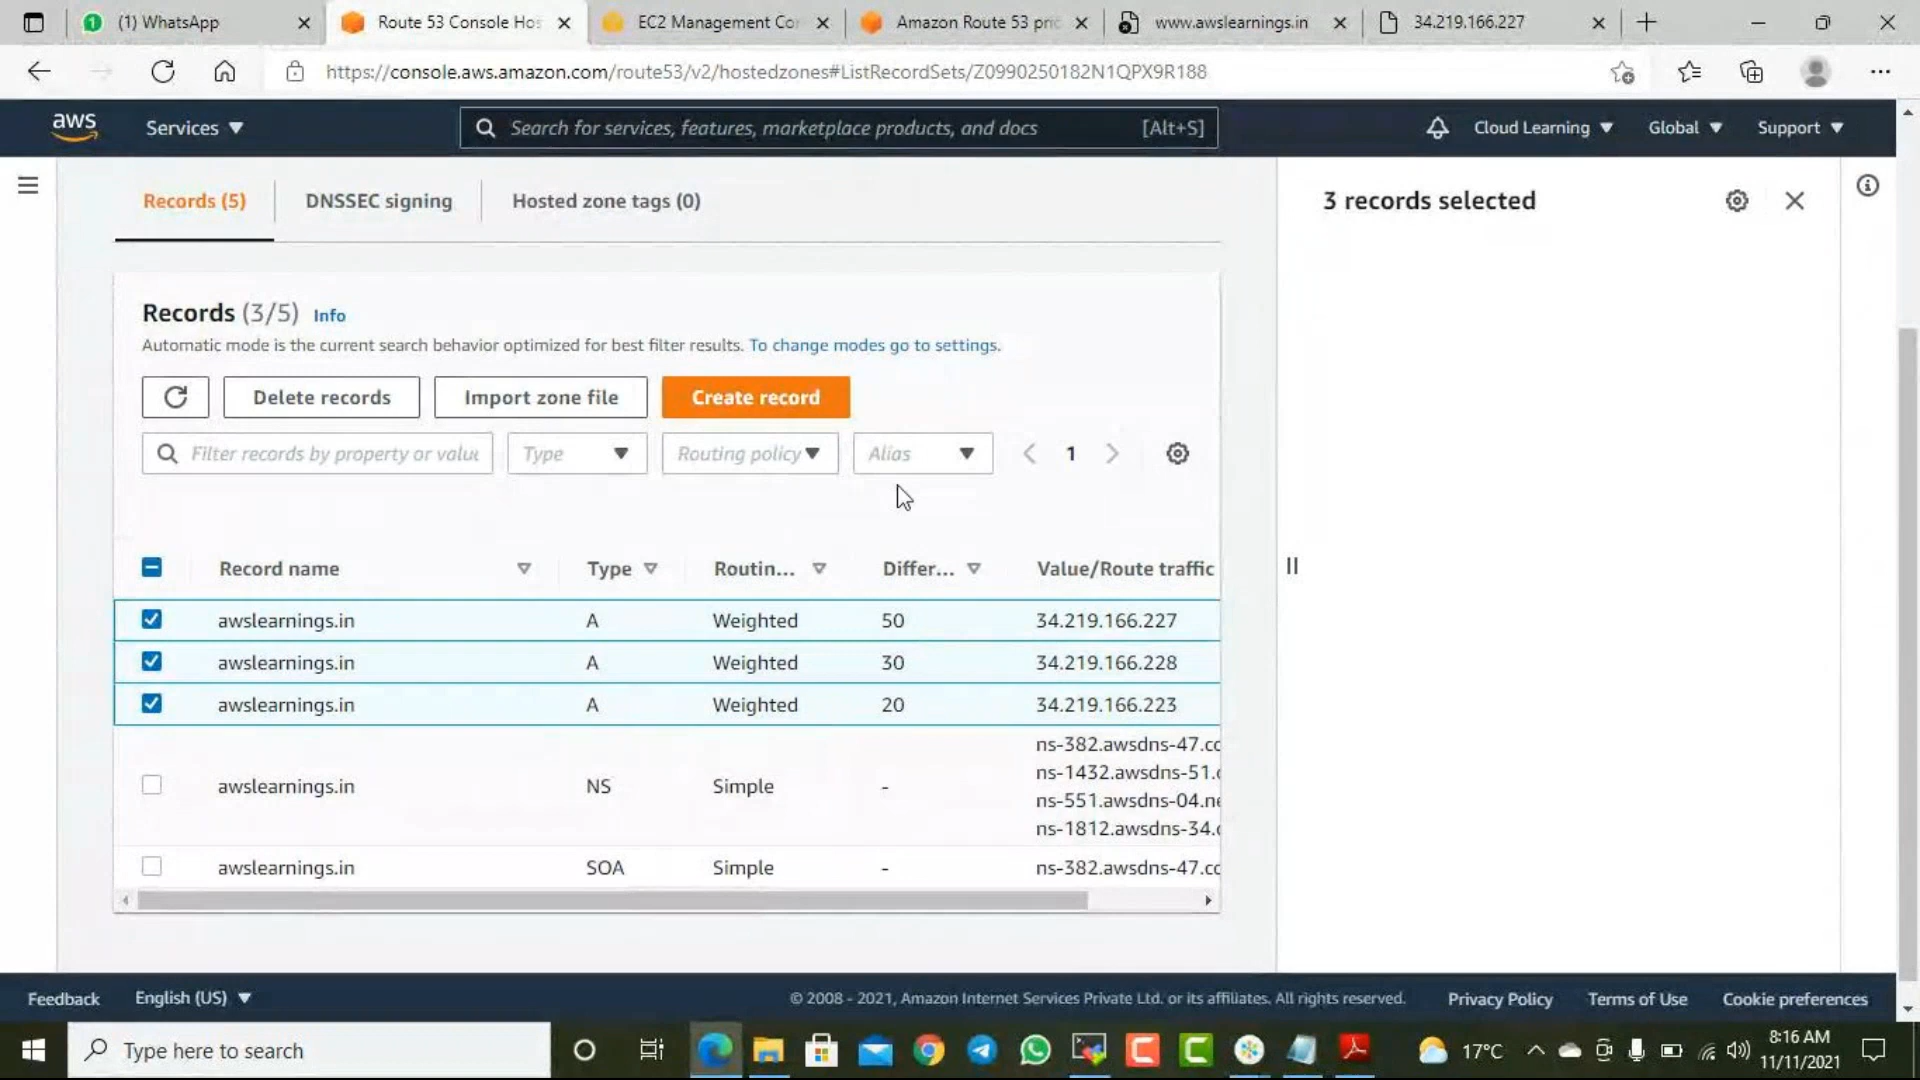 (1) WhatsApp
Route 53 Console Hos
EC2 Management Co
Amazon Route 53 pric
www.awslearnings.in
34.219.166.227
https://console.aws.amazon.com/route53/v2/hostedzones#ListRecordSets/Z0990250182N1QPX9R188
aws
Services
Search for services, features, marketplace products, and docs
[Alt+S]
Cloud Learning
Global
Support
Records (5)
DNSSEC signing
Hosted zone tags (0)
3 records selected
Records (3/5) Info
Automatic mode is the current search behavior optimized for best filter results. To change modes go to settings.
Delete records
Import zone file
Create record
Filter records by property or value
Type
Routing policy
Alias
1
Record name
Type
Routin...
Differ...
Value/Route traffic
awslearnings.in A Weighted 50 34.219.166.227
awslearnings.in A Weighted 30 34.219.166.228
awslearnings.in A Weighted 20 34.219.166.223
ns-382.awsdns-47.co
ns-1432.awsdns-51.
awslearnings.in NS Simple -
ns-551.awsdns-04.ne
ns-1812.awsdns-34.
awslearnings.in SOA Simple - ns-382.awsdns-47.co
Feedback
English (US)
© 2008 - 2021, Amazon Internet Services Private Ltd. or its affiliates. All rights reserved.
Privacy Policy
Terms of Use
Cookie preferences
Type here to search
17°C
8:16 AM
11/11/2021